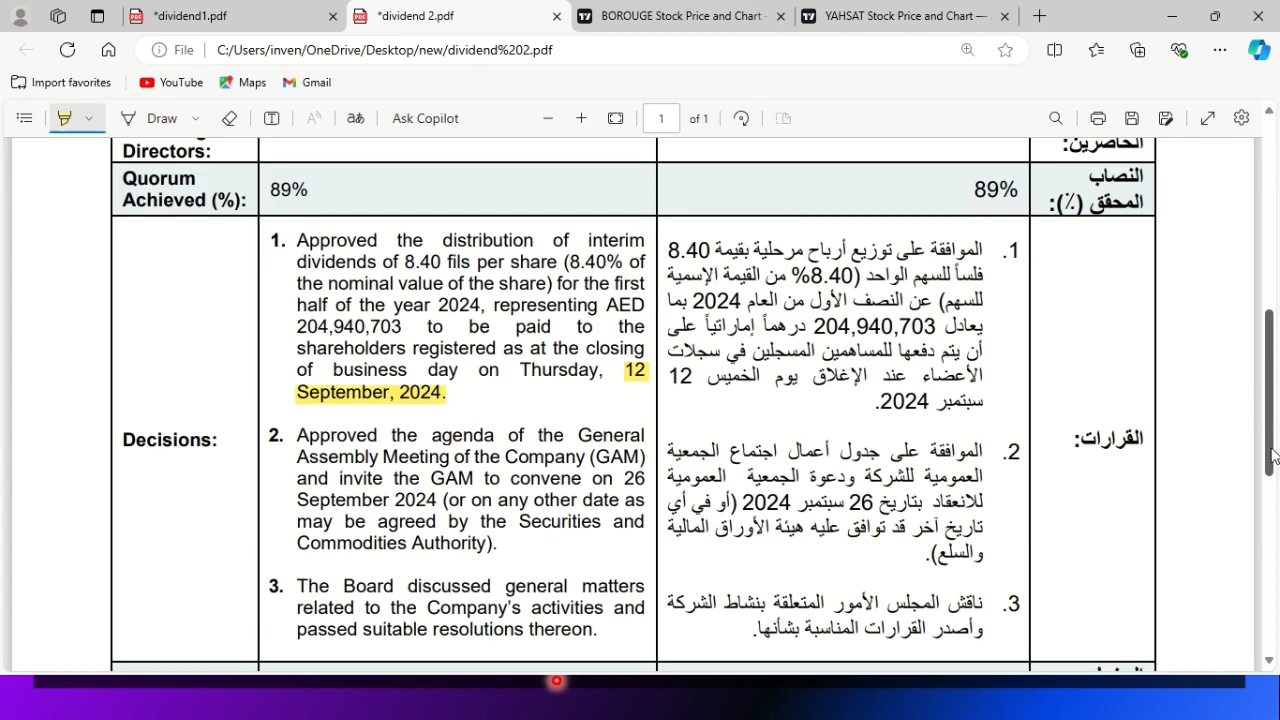 *dividend1.pdf
*dividend 2.pdf
BOROUGE Stock Price and Chart -
YAHSAT Stock Price and Chart —
File
C:/Users/inven/OneDrive/Desktop/new/dividend%202.pdf
Import favorites
YouTube
Maps
Gmail
Draw
aあ
Ask Copilot
1
of 1
Directors:
الحاضرين:
Quorum
Achieved (%):
89%
89%
النصاب
المحقق (٪):
Decisions:
1. Approved the distribution of interim
dividends of 8.40 fils per share (8.40% of
the nominal value of the share) for the first
half of the year 2024, representing AED
204,940,703 to be paid to the
shareholders registered as at the closing
of business day on Thursday, 12
September, 2024.
2. Approved the agenda of the General
Assembly Meeting of the Company (GAM)
and invite the GAM to convene on 26
September 2024 (or on any other date as
may be agreed by the Securities and
Commodities Authority).
3. The Board discussed general matters
related to the Company's activities and
passed suitable resolutions thereon.
1. الموافقة على توزيع أرباح مرحلية بقيمة 8.40
فلساً للسهم الواحد (8.40% من القيمة الإسمية
للسهم) عن النصف الأول من العام 2024 بما
يعادل 204,940,703 درهماً إماراتياً على
أن يتم دفعها للمساهمين المسجلين في سجلات
الأعضاء عند الإغلاق يوم الخميس 12
سبتمبر 2024.
2. الموافقة على جدول أعمال اجتماع الجمعية
العمومية للشركة ودعوة الجمعية العمومية
للانعقاد بتاريخ 26 سبتمبر 2024 (أو في أي
تاريخ آخر قد توافق عليه هيئة الأوراق المالية
والسلع).
3. ناقش المجلس الأمور المتعلقة بنشاط الشركة
وأصدر القرارات المناسبة بشأنها.
القرارات: